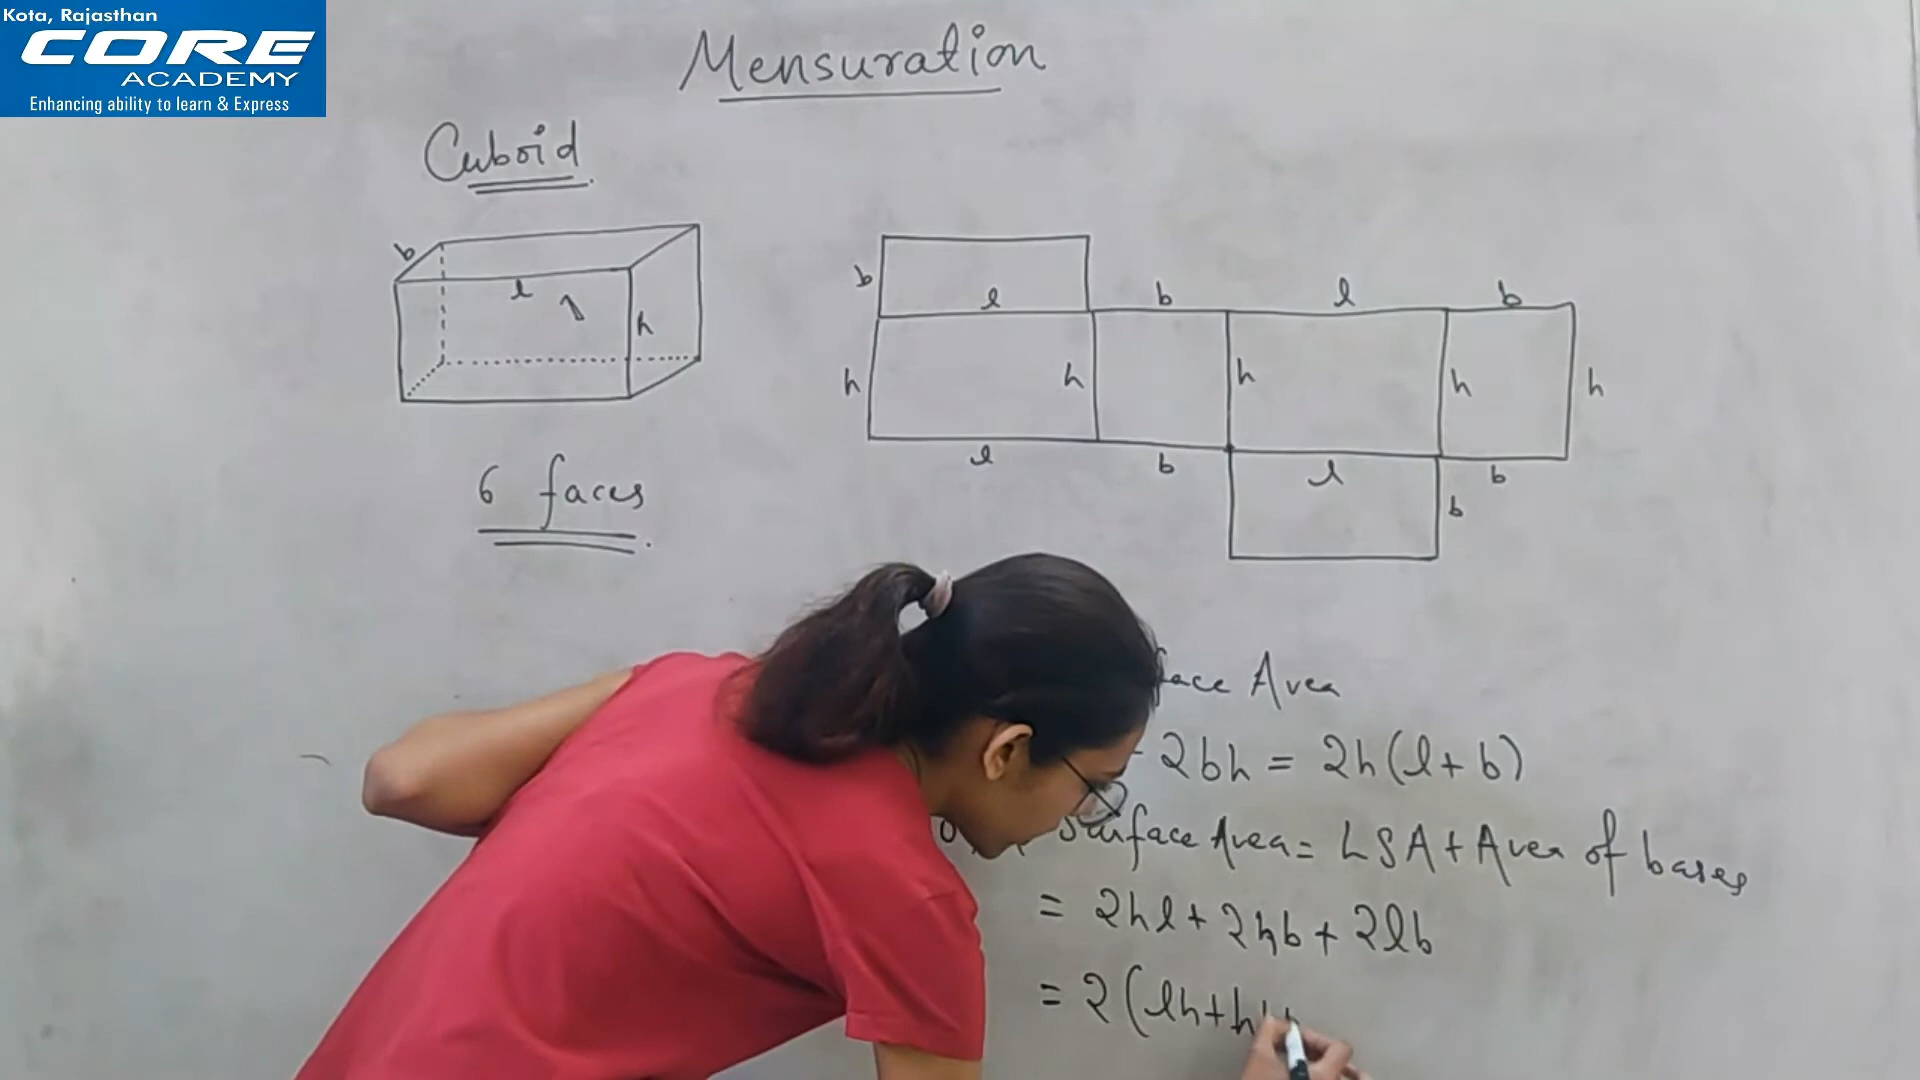 Kota, Rajasthan
CORE
ACADEMY
Enhancing ability to learn & Express
Mensuration
Cuboid
b
l
h
6 faces
b
l
b
l
b
h
h
h
h
h
l
b
l
b
b
Area
2bh = 2h(l+b)
Surface Area = LSA + Area of bases
= 2hl + 2hb + 2lb
= 2(lh+h